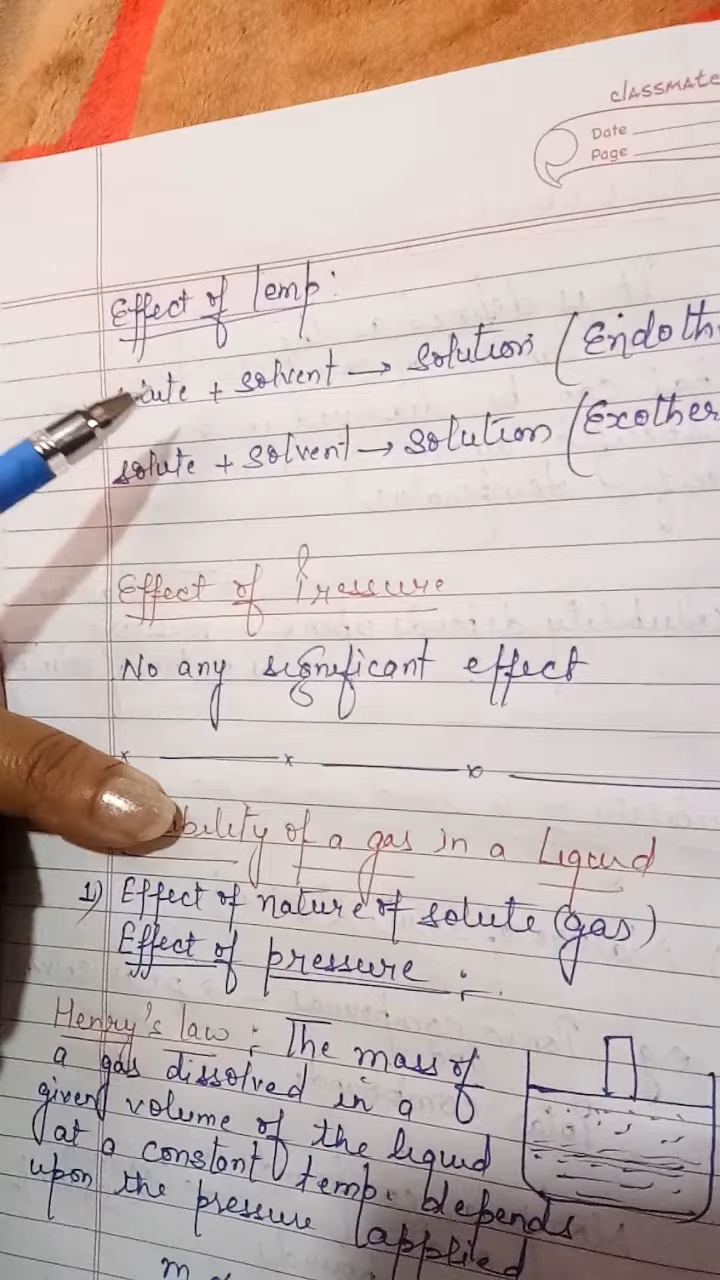 classmate
Date
Page
Effect of Temp:
+ solvent → solution (Endoth
solute + solvent → solution (Exother
Effect of Pressure
No any significant effect
of a gas in a Liquid
1) Effect of nature of solute (gas)
Effect of pressure :-
Henry's law : The mass of
a gas dissolved in a
given volume of the liquid
at a constant temp. depends
upon the pressure applied
m